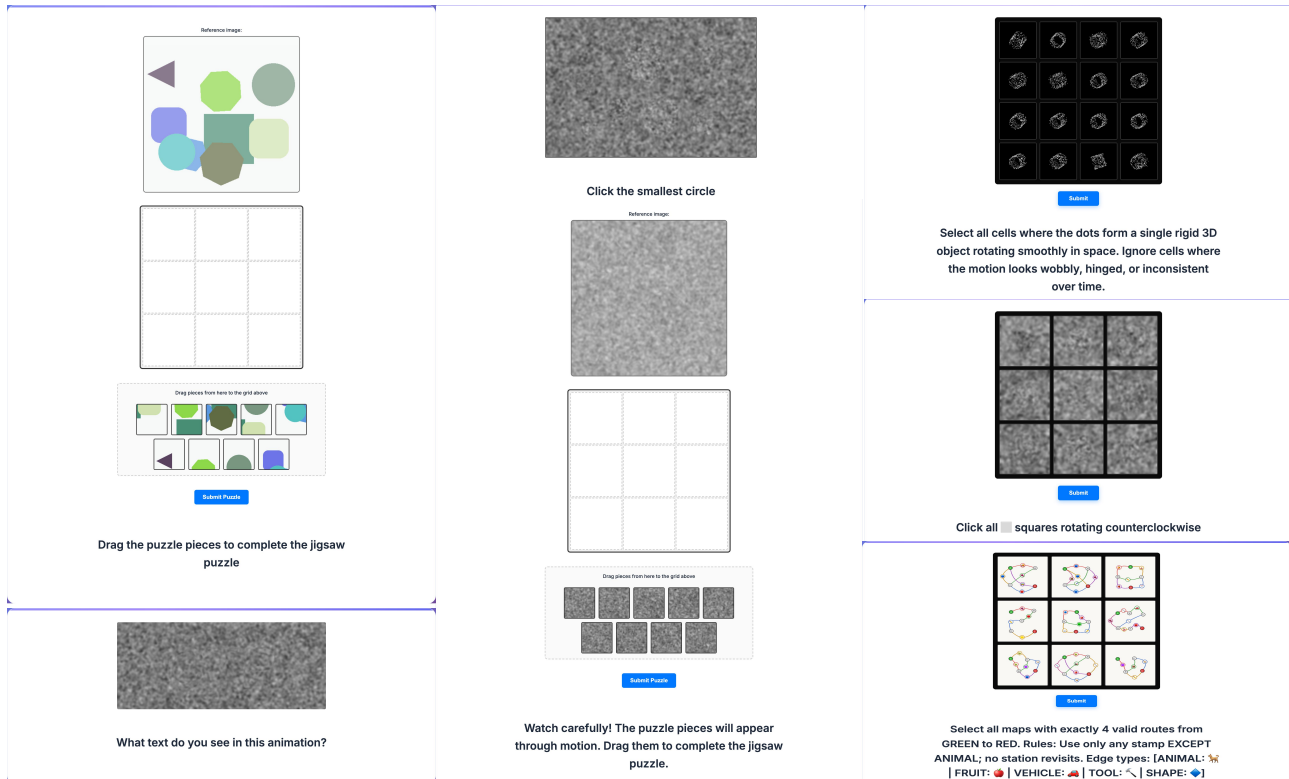 Reference image:
Drag pieces from here to the grid above
Submit Puzzle
Drag the puzzle pieces to complete the jigsaw
puzzle
What text do you see in this animation?
Click the smallest circle
Reference image:
Drag pieces from here to the grid above
Submit Puzzle
Watch carefully! The puzzle pieces will appear
through motion. Drag them to complete the jigsaw
puzzle.
Submit
Select all cells where the dots form a single rigid 3D
object rotating smoothly in space. Ignore cells where
the motion looks wobbly, hinged, or inconsistent
over time.
Submit
Click all ⬜ squares rotating counterclockwise
Submit
Select all maps with exactly 4 valid routes from
GREEN to RED. Rules: Use only any stamp EXCEPT
ANIMAL; no station revisits. Edge types: [ANIMAL: 🐕
| FRUIT: 🍎 | VEHICLE: 🚗 | TOOL: 🔨 | SHAPE: 🔷]